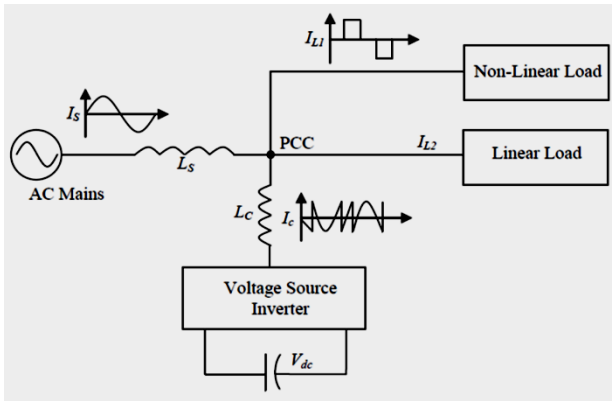 I_L1
Non-Linear Load
I_S
PCC
I_L2
Linear Load
L_S
AC Mains
L_C
I_c
Voltage Source
Inverter
V_dc